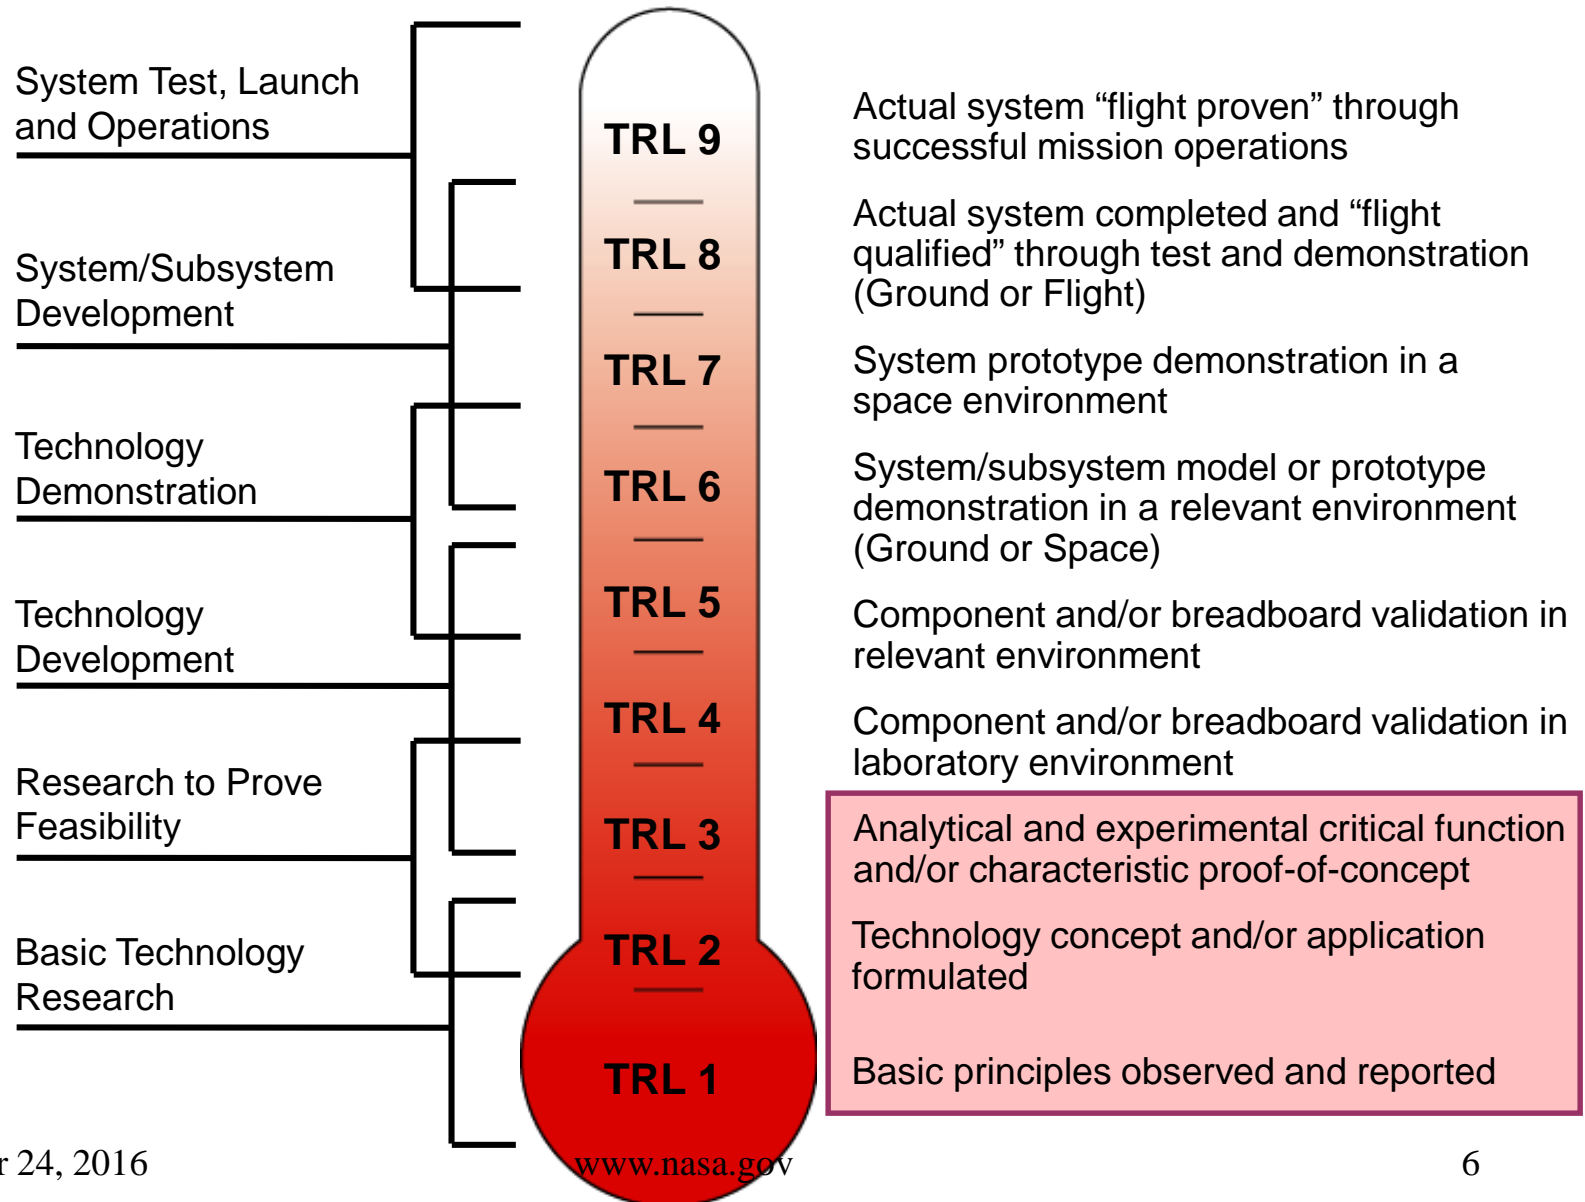 System Test, Launch
and Operations
System/Subsystem
Development
Technology
Demonstration
Technology
Development
Research to Prove
Feasibility
Basic Technology
Research
TRL 9
TRL 8
TRL 7
TRL 6
TRL 5
TRL 4
TRL 3
TRL 2
TRL 1
Actual system “flight proven” through
successful mission operations
Actual system completed and “flight
qualified” through test and demonstration
(Ground or Flight)
System prototype demonstration in a
space environment
System/subsystem model or prototype
demonstration in a relevant environment
(Ground or Space)
Component and/or breadboard validation in
relevant environment
Component and/or breadboard validation in
laboratory environment
Analytical and experimental critical function
and/or characteristic proof-of-concept
Technology concept and/or application
formulated
Basic principles observed and reported
r 24, 2016
www.nasa.gov
6